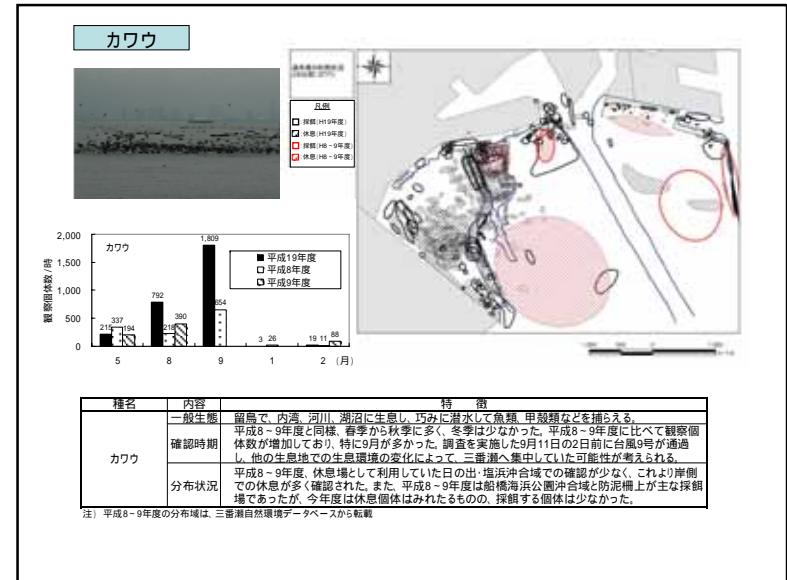 カワウ
凡例
採餌(H19年度)
休息(H19年度)
採餌(H8～9年度)
休息(H8～9年度)
カワウ
観察個体数/時
2,000
1,500
1,000
500
0
215
337
194
792
218
390
1,809
654
3
26
19
11
88
平成19年度
平成8年度
平成9年度
5
8
9
1
2
(月)
種名 内容 特 徴
カワウ
一般生態 留鳥で、内湾、河川、湖沼に生息し、巧みに潜水して魚類、甲殻類などを捕らえる。
確認時期
平成8～9年度と同様、春季から秋季に多く、冬季は少なかった。平成8～9年度に比べて観察個
体数が増加しており、特に9月が多かった。調査を実施した9月11日の2日前に台風9号が通過
し、他の生息地での生息環境の変化によって、三番瀬へ集中していた可能性が考えられる。
分布状況
平成8～9年度、休息場として利用していた日の出･塩浜沖合域での確認が少なく、これより岸側
での休息が多く確認された。また、平成8～9年度は船橋海浜公園沖合域と防泥柵上が主な採餌
場であったが、今年度は休息個体はみれたものの、採餌する個体は少なかった。
注) 平成8～9年度の分布域は、三番瀬自然環境データベースから転載